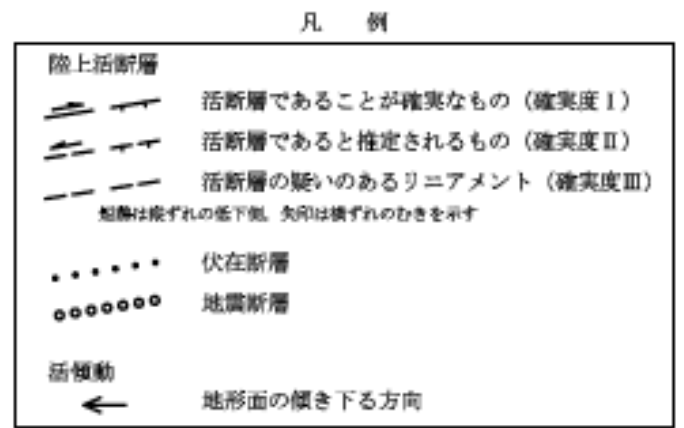 凡　例
陸上活断層
活断層であることが確実なもの（確実度Ⅰ）
活断層であると推定されるもの（確実度Ⅱ）
活断層の疑いのあるリニアメント（確実度Ⅲ）
短線は縦ずれの低下側、矢印は横ずれのむきを示す
伏在断層
地震断層
活傾動
地形面の傾き下る方向